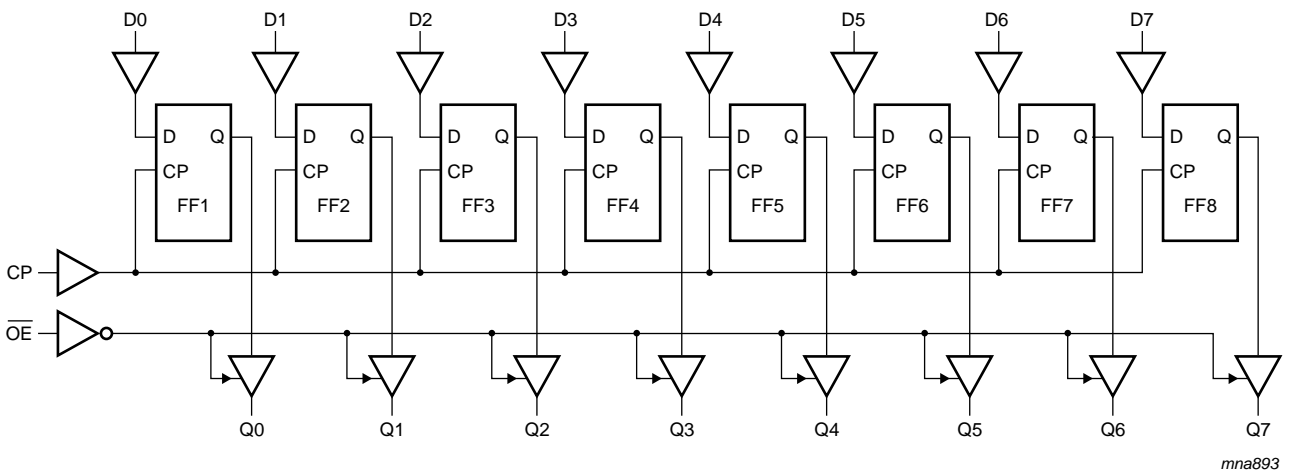 D0 D1 D2 D3 D4 D5 D6 D7
D Q D Q D Q D Q D Q D Q D Q D Q
CP CP CP CP CP CP CP CP
FF1 FF2 FF3 FF4 FF5 FF6 FF7 FF8
CP
O̅E̅
Q0 Q1 Q2 Q3 Q4 Q5 Q6 Q7
mna893